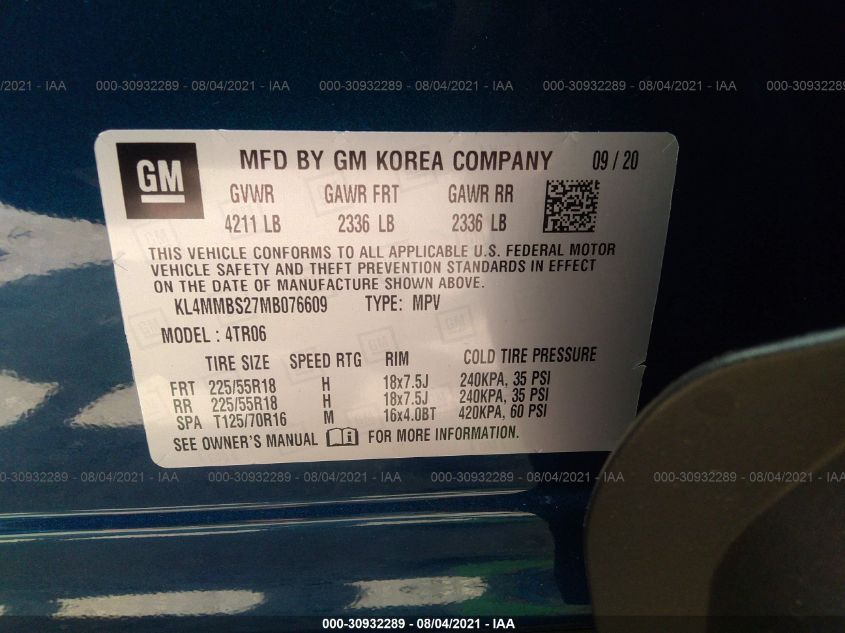 - IAA 000-30932289 - 08/04/2021 - IAA 000-30932289 - 08/04/2021 - IAA 000-30932289 - 08/04/2021 - IAA 000-30932289
GM
MFD BY GM KOREA COMPANY 09 / 20
GVWR GAWR FRT GAWR RR
4211 LB 2336 LB 2336 LB
THIS VEHICLE CONFORMS TO ALL APPLICABLE U.S. FEDERAL MOTOR
VEHICLE SAFETY AND THEFT PREVENTION STANDARDS IN EFFECT
ON THE DATE OF MANUFACTURE SHOWN ABOVE.
KL4MMBS27MB076609 TYPE: MPV
MODEL : 4TR06
TIRE SIZE SPEED RTG RIM COLD TIRE PRESSURE
FRT 225/55R18 H 18x7.5J 240KPA, 35 PSI
RR 225/55R18 H 18x7.5J 240KPA, 35 PSI
SPA T125/70R16 M 16x4.0BT 420KPA, 60 PSI
SEE OWNER'S MANUAL FOR MORE INFORMATION.
- IAA 000-30932289 - 08/04/2021 - IAA 000-30932289 - 08/04/2021 - IAA 000-30932289 - 08/04/2021 - IAA 000-30932289
000-30932289 - 08/04/2021 - IAA